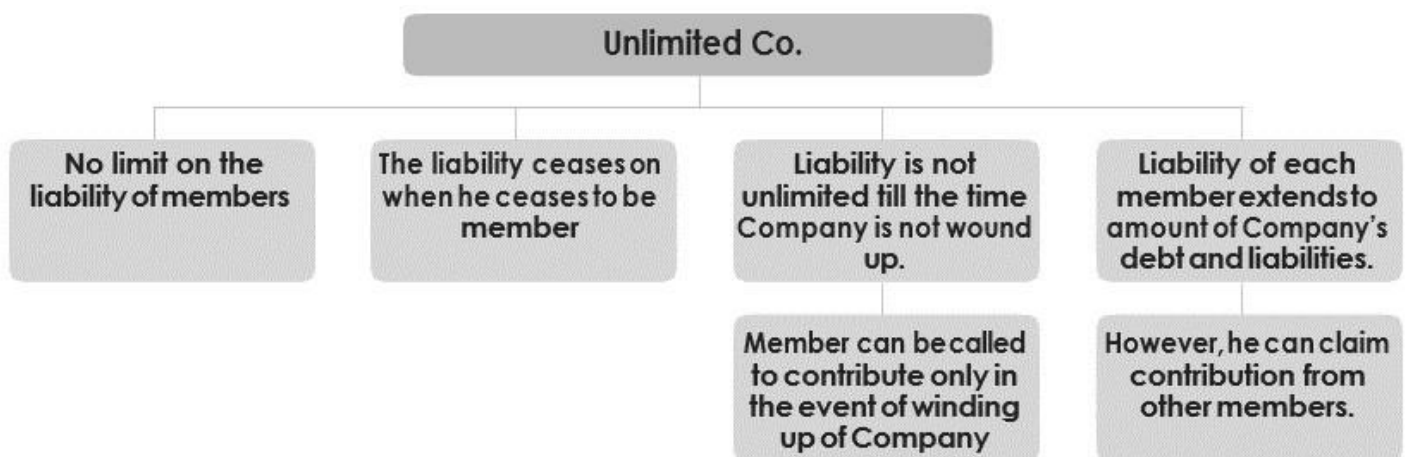 Unlimited Co.
No limit on the
liability of members
The liability ceases on
when he ceases to be
member
Liability is not
unlimited till the time
Company is not wound
up.
Liability of each
member extends to
amount of Company's
debt and liabilities.
Member can be called
to contribute only in
the event of winding
up of Company
However, he can claim
contribution from
other members.